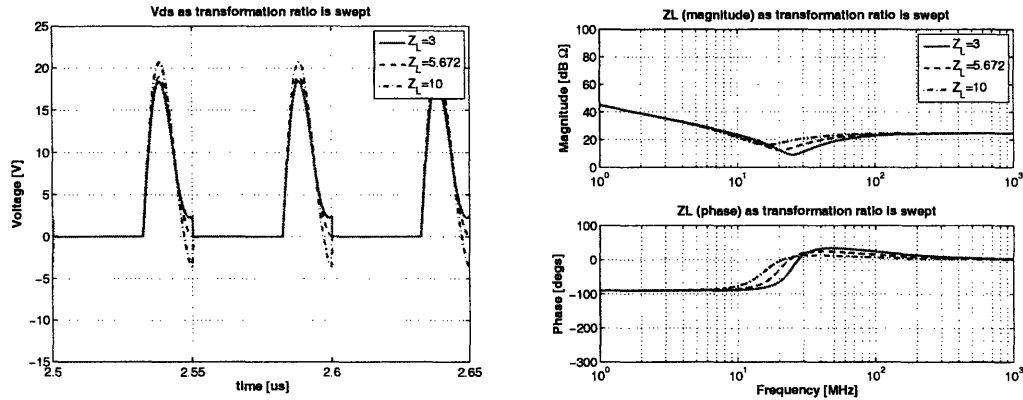 Vds as transformation ratio is swept
25
20
15
10
5
0
−5
−10
−15
Voltage [V]
2.5
2.55
2.6
2.65
time [us]
Z_L=3
Z_L=5.672
Z_L=10
ZL (magnitude) as transformation ratio is swept
100
80
60
40
20
0
Magnitude [dB Ω]
10^0
10^1
10^2
10^3
Z_L=3
Z_L=5.672
Z_L=10
ZL (phase) as transformation ratio is swept
100
0
−100
−200
−300
Phase [degs]
10^0
10^1
10^2
10^3
Frequency [MHz]